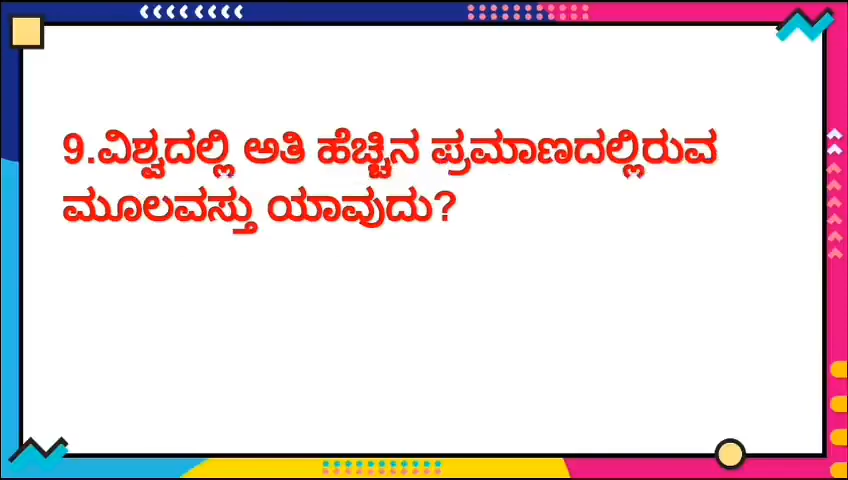 9.ವಿಶ್ವದಲ್ಲಿ ಅತಿ ಹೆಚ್ಚಿನ ಪ್ರಮಾಣದಲ್ಲಿರುವ
ಮೂಲವಸ್ತು ಯಾವುದು?